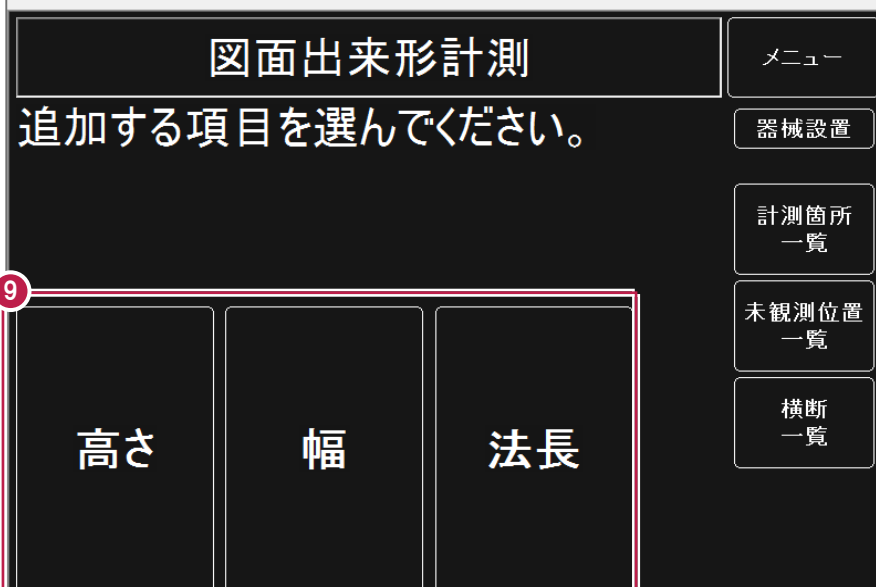 図面出来形計測
メニュー
追加する項目を選んでください。
器械設置
計測箇所
一覧
未観測位置
一覧
横断
一覧
9
高さ
幅
法長